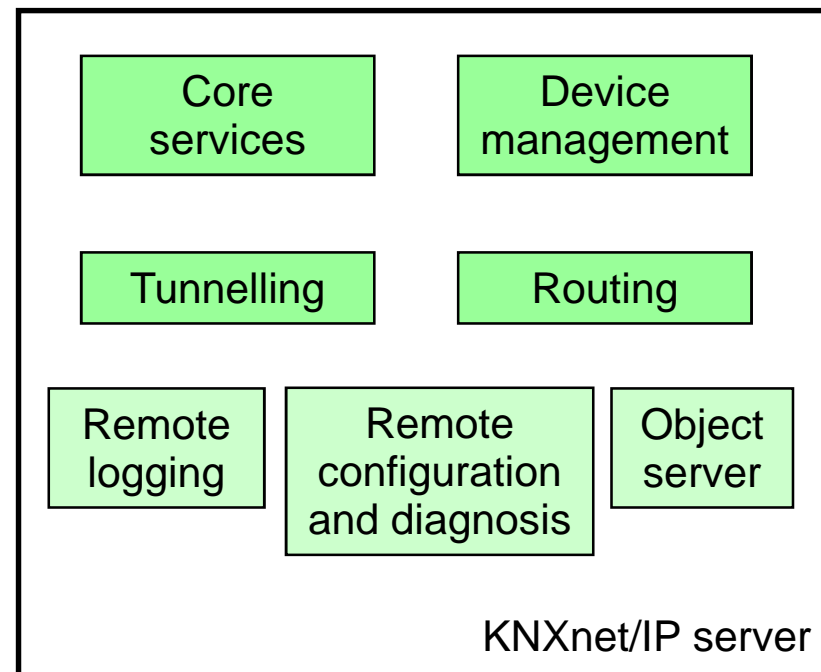 Core
services
Device
management
Tunnelling
Routing
Remote
logging
Remote
configuration
and diagnosis
Object
server
KNXnet/IP server